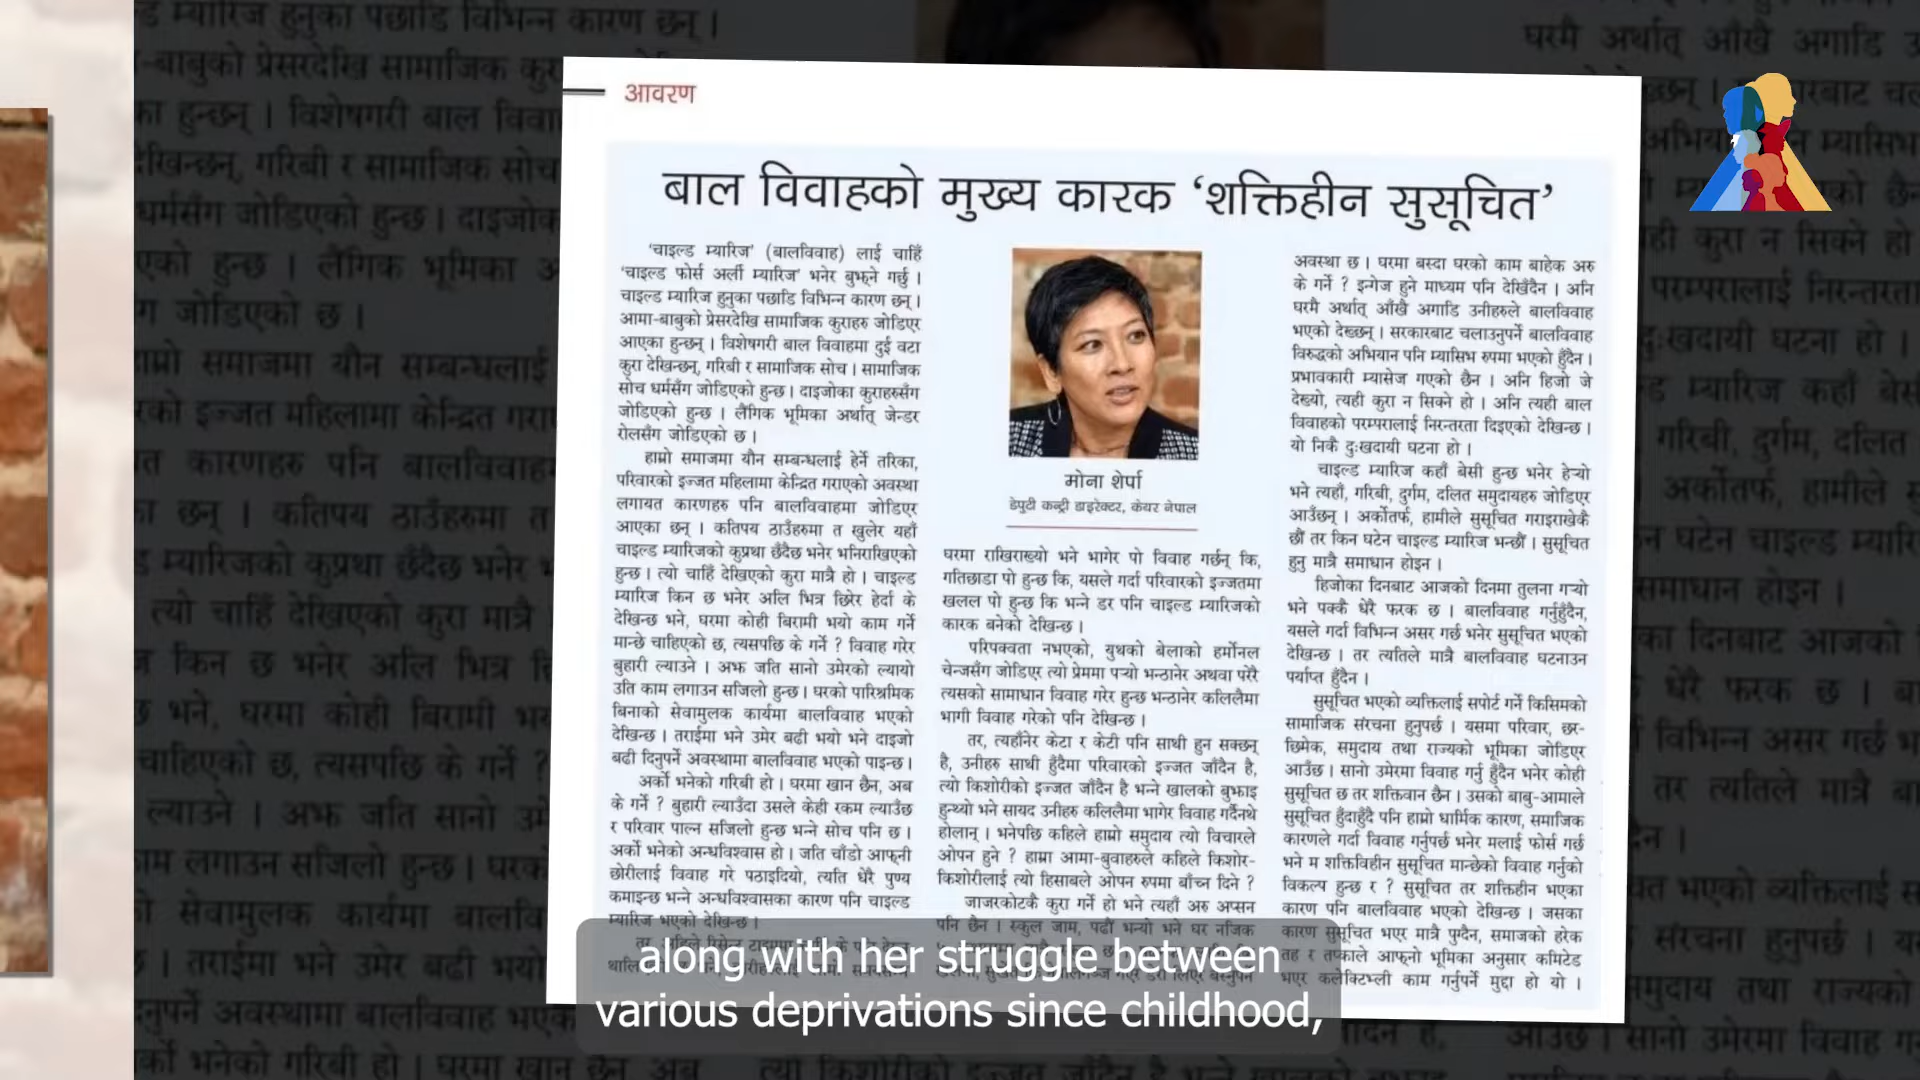 आवरण
बाल विवाहको मुख्य कारक ‘शक्तिहीन सुसूचित’
‘चाइल्ड म्यारिज’ (बालविवाह) लाई चाहिँ
‘चाइल्ड फोर्स अर्ली म्यारिज’ भनेर बुझ्ने गर्छु ।
चाइल्ड म्यारिज हुनुका पछाडि विभिन्न कारण छन् ।
आमा-बाबुको प्रेसरदेखि सामाजिक कुराहरु जोडिएर
आएका हुन्छन् । विशेषगरी बाल विवाहमा दुई वटा
कुरा देखिन्छन्, गरिबी र सामाजिक सोच । सामाजिक
सोच धर्मसँग जोडिएको हुन्छ । दाइजोका कुराहरुसँग
जोडिएको हुन्छ । लैंगिक भूमिका अर्थात् जेन्डर
रोलसँग जोडिएको छ ।
हाम्रो समाजमा यौन सम्बन्धलाई हेर्ने तरिका,
परिवारको इज्जत महिलामा केन्द्रित गराएको अवस्था
लगायत कारणहरु पनि बालविवाहमा जोडिएर
आएका छन् । कतिपय ठाउँहरुमा त खुलेर यहाँ
चाइल्ड म्यारिजको कुप्रथा छँदैछ भनेर भनिराखिएको
हुन्छ । त्यो चाहिँ देखिएको कुरा मात्रै हो । चाइल्ड
म्यारिज किन छ भनेर अलि भित्र छिरेर हेर्दा के
देखिन्छ भने, घरमा कोही बिरामी भयो काम गर्ने
मान्छे चाहिएको छ, त्यसपछि के गर्ने ? विवाह गरेर
बुहारी ल्याउने । अझ जति सानो उमेरको ल्यायो
उति काम लगाउन सजिलो हुन्छ । घरको पारिश्रमिक
बिनाको सेवामुलक कार्यमा बालविवाह भएको
देखिन्छ । तराईमा भने उमेर बढी भयो भने दाइजो
बढी दिनुपर्ने अवस्थामा बालविवाह भएको पाइन्छ ।
अर्को भनेको गरिबी हो । घरमा खान छैन, अब
के गर्ने ? बुहारी ल्याउँदा उसले केही रकम ल्याउँछ
र परिवार पाल्न सजिलो हुन्छ भन्ने सोच पनि छ ।
अर्को भनेको अन्धविश्वास हो । जति चाँडो आफ्नी
छोरीलाई विवाह गरे पठाइदियो, त्यति धेरै पुण्य
कमाइन्छ भन्ने अन्धविश्वासका कारण पनि चाइल्ड
म्यारिज भएको देखिन्छ ।
मोना शेर्पा
डेपुटी कन्ट्री डाइरेक्टर, केयर नेपाल
घरमा राखिराख्यो भने भागेर पो विवाह गर्छन् कि,
गतिछाडा पो हुन्छ कि, यसले गर्दा परिवारको इज्जतमा
खलल पो हुन्छ कि भन्ने डर पनि चाइल्ड म्यारिजको
कारक बनेको देखिन्छ ।
परिपक्वता नभएको, युथको बेलाको हर्मोनल
चेन्जसँग जोडिएर त्यो प्रेममा पऱ्यो भन्ठानेर अथवा परेरै
त्यसको सामाधान विवाह गरेर हुन्छ भन्ठानेर कलिलैमा
भागी विवाह गरेको पनि देखिन्छ ।
तर, त्यहाँनेर केटा र केटी पनि साथी हुन सक्छन्
है, उनीहरु साथी हुँदैमा परिवारको इज्जत जाँदैन है,
त्यो किशोरीको इज्जत जाँदैन है भन्ने खालको बुझाइ
हुन्थ्यो भने सायद उनीहरु कलिलैमा भागेर विवाह गर्दैनथे
होलान् । भनेपछि कहिले हाम्रो समुदाय त्यो विचारले
ओपन हुने ? हाम्रा आमा-बुवाहरुले कहिले किशोर-
किशोरीलाई त्यो हिसाबले ओपन रुपमा बाँच्न दिने ?
जाजरकोटकै कुरा गर्ने हो भने त्यहाँ अरु अप्सन
पनि छैन । स्कुल जाम, पढौं भन्यो भने घर नजिक
अवस्था छ । घरमा बस्दा घरको काम बाहेक अरु
के गर्ने ? इन्गेज हुने माध्यम पनि देखिँदैन । अनि
घरमै अर्थात् आँखै अगाडि उनीहरुले बालविवाह
भएको देख्छन् । सरकारबाट चलाउनुपर्ने बालविवाह
विरुद्धको अभियान पनि म्यासिभ रुपमा भएको हुँदैन ।
प्रभावकारी म्यासेज गएको छैन । अनि हिजो जे
देख्यो, त्यही कुरा न सिक्ने हो । अनि त्यही बाल
विवाहको परम्परालाई निरन्तरता दिइएको देखिन्छ ।
यो निकै दुःखदायी घटना हो ।
चाइल्ड म्यारिज कहाँ बेसी हुन्छ भनेर हेऱ्यो
भने त्यहाँ, गरिबी, दुर्गम, दलित समुदायहरु जोडिएर
आउँछन् । अर्कोतर्फ, हामीले सुसूचित गराइराखेकै
छौं तर किन घटेन चाइल्ड म्यारिज भन्छौं । सुसूचित
हुनु मात्रै समाधान होइन ।
हिजोका दिनबाट आजको दिनमा तुलना गऱ्यो
भने पक्कै धेरै फरक छ । बालविवाह गर्नुहुँदैन,
यसले गर्दा विभिन्न असर गर्छ भनेर सुसूचित भएको
देखिन्छ । तर त्यतिले मात्रै बालविवाह घटनाउन
पर्याप्त हुँदैन ।
सुसूचित भएको व्यक्तिलाई सपोर्ट गर्ने किसिमको
सामाजिक संरचना हुनुपर्छ । यसमा परिवार, छर-
छिमेक, समुदाय तथा राज्यको भूमिका जोडिएर
आउँछ । सानो उमेरमा विवाह गर्नु हुँदैन भनेर कोही
सुसूचित छ तर शक्तिवान छैन । उसको बाबु-आमाले
सुसूचित हुँदाहुँदै पनि हाम्रो धार्मिक कारण, सामाजिक
कारणले गर्दा विवाह गर्नुपर्छ भनेर मलाई फोर्स गर्छ
भने म शक्तिविहीन सुसूचित मान्छेको विवाह गर्नुको
विकल्प हुन्छ र ? सुसूचित तर शक्तिहीन भएका
कारण पनि बालविवाह भएको देखिन्छ । जसका
कारण सुसूचित भएर मात्रै पुग्दैन, समाजको हरेक
तह र तप्काले आफ्नो भूमिका अनुसार कमिटेड
भएर कलेक्टिभ्ली काम गर्नुपर्ने मुद्दा हो यो ।
along with her struggle between
various deprivations since childhood,